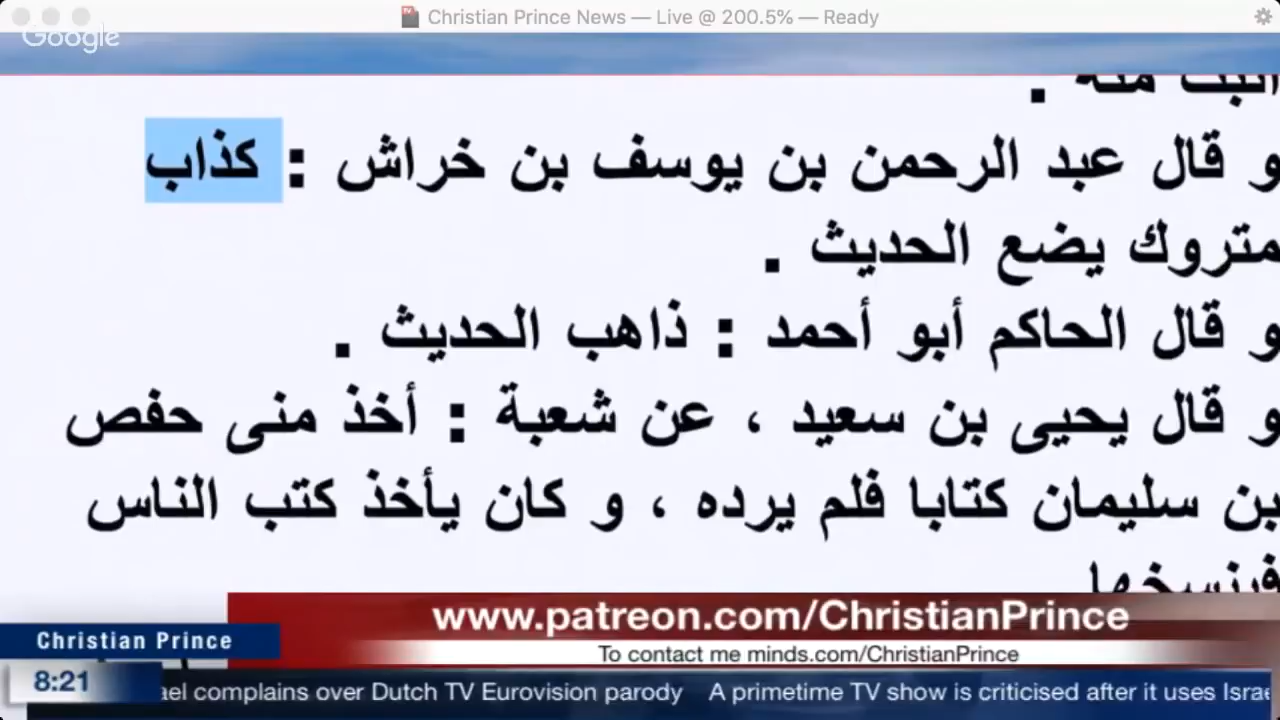 Christian Prince News — Live @ 200.5% — Ready
Google
منه .
و قال عبد الرحمن بن يوسف بن خراش : كذاب
متروك يضع الحديث .
و قال الحاكم أبو أحمد : ذاهب الحديث .
و قال يحيى بن سعيد ، عن شعبة : أخذ منى حفص
بن سليمان كتابا فلم يرده ، و كان يأخذ كتب الناس
فينسخها
www.patreon.com/ChristianPrince
Christian Prince
To contact me minds.com/ChristianPrince
8:21
complains over Dutch TV Eurovision parody A primetime TV show is criticised after it uses